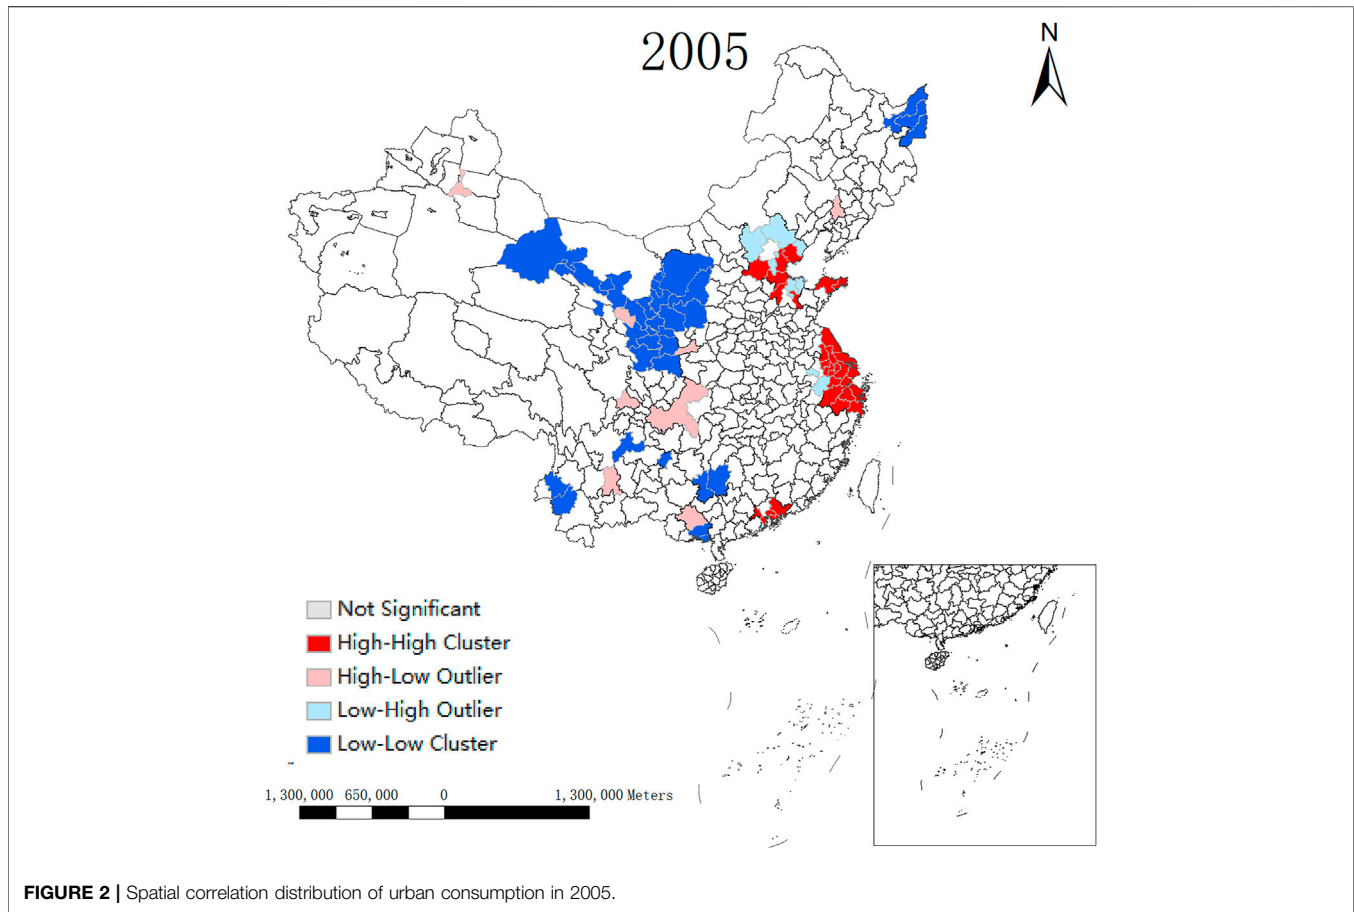 2005
N
Not Significant
High-High Cluster
High-Low Outlier
Low-High Outlier
Low-Low Cluster
1,300,000 650,000 0 1,300,000 Meters
FIGURE 2 | Spatial correlation distribution of urban consumption in 2005.